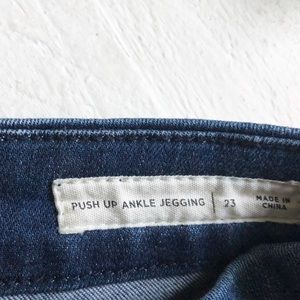 PUSH UP ANKLE JEGGING | 23 MADE IN
CHINA